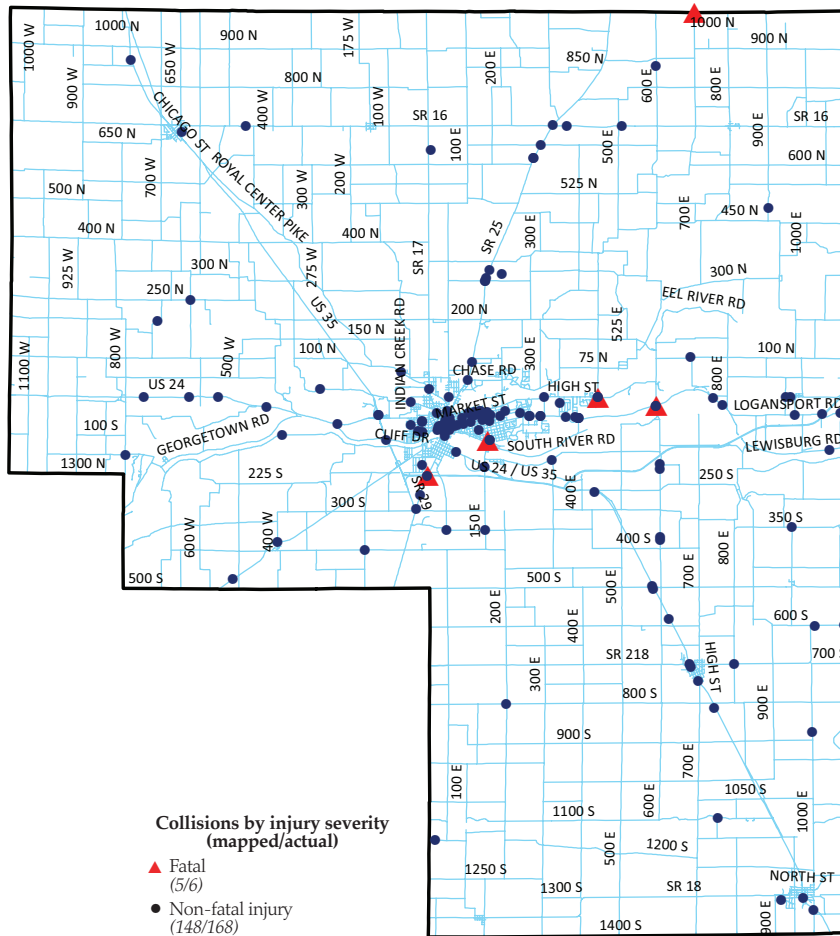 1000 N
1000 N
900 N
175 W
900 N
1000 W
650 W
200 E
850 N
600 E
800 E
900 W
800 N
400 W
100 W
SR 16
SR 16
650 N
CHICAGO ST
ROYAL CENTER PIKE
100 E
500 E
900 E
600 N
700 W
300 W
200 W
525 N
500 N
700 E
450 N
400 N
400 N
SR 17
SR 25
300 E
1000 E
925 W
300 N
275 W
300 N
250 N
US 35
EEL RIVER RD
200 N
525 E
150 N
INDIAN CREEK RD
800 W
500 W
100 N
300 E
75 N
100 N
1100 W
US 24
CHASE RD
HIGH ST
800 E
MARKET ST
LOGANSPORT RD
100 S
GEORGETOWN RD
CLIFF DR
SOUTH RIVER RD
LEWISBURG RD
1300 N
225 S
US 24 / US 35
250 S
SR 29
400 E
300 S
150 E
350 S
600 W
400 W
400 S
800 E
700 E
500 S
500 S
500 E
200 E
400 E
600 S
SR 218
HIGH ST
700 S
300 E
800 S
900 E
900 S
700 E
100 E
600 E
1050 S
1100 S
1000 E
500 E
1200 S
1250 S
1300 S
SR 18
NORTH ST
900 E
1400 S
Collisions by injury severity
(mapped/actual)
Fatal
(5/6)
Non-fatal injury
(148/168)